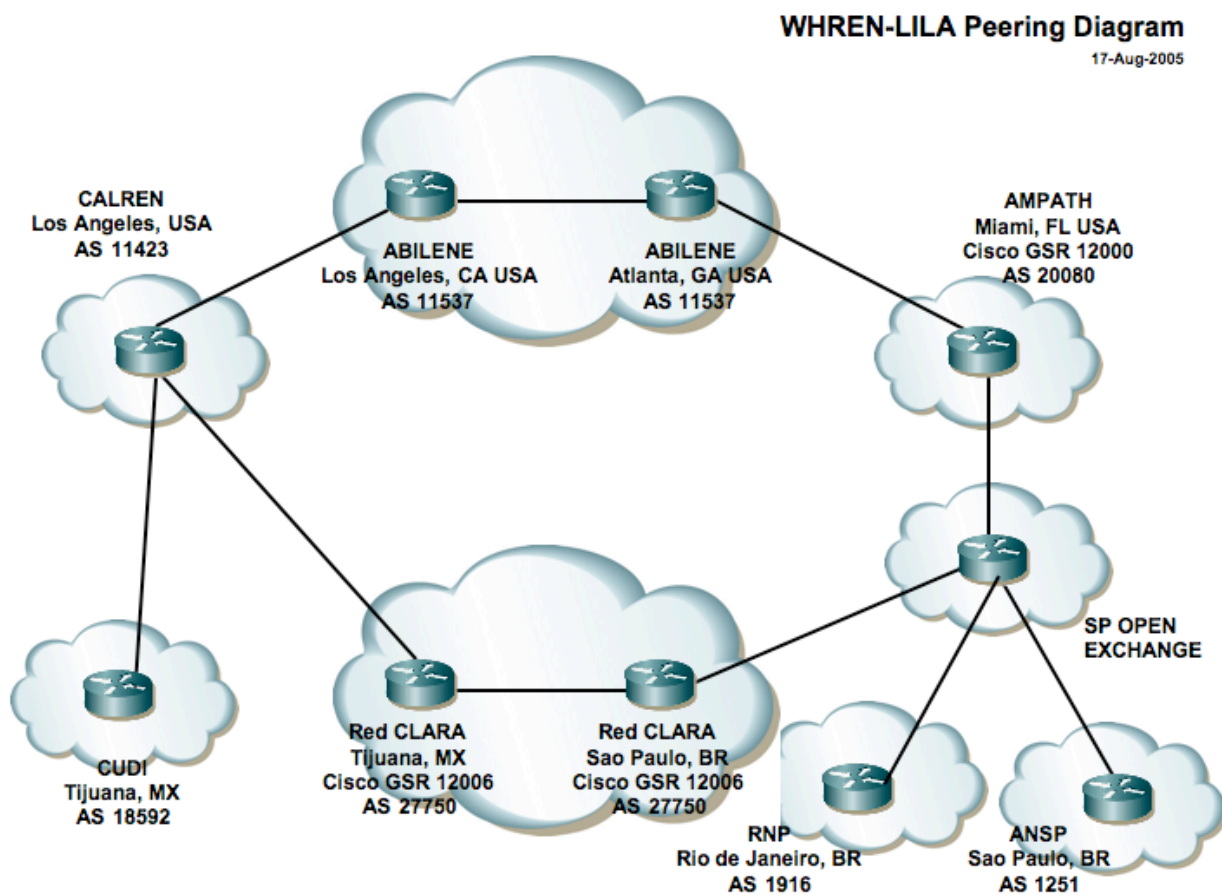 WHREN-LILA Peering Diagram
17-Aug-2005
CALREN
Los Angeles, USA
AS 11423
ABILENE
Los Angeles, CA USA
AS 11537
ABILENE
Atlanta, GA USA
AS 11537
AMPATH
Miami, FL USA
Cisco GSR 12000
AS 20080
SP OPEN
EXCHANGE
CUDI
Tijuana, MX
AS 18592
Red CLARA
Tijuana, MX
Cisco GSR 12006
AS 27750
Red CLARA
Sao Paulo, BR
Cisco GSR 12006
AS 27750
RNP
Rio de Janeiro, BR
AS 1916
ANSP
Sao Paulo, BR
AS 1251